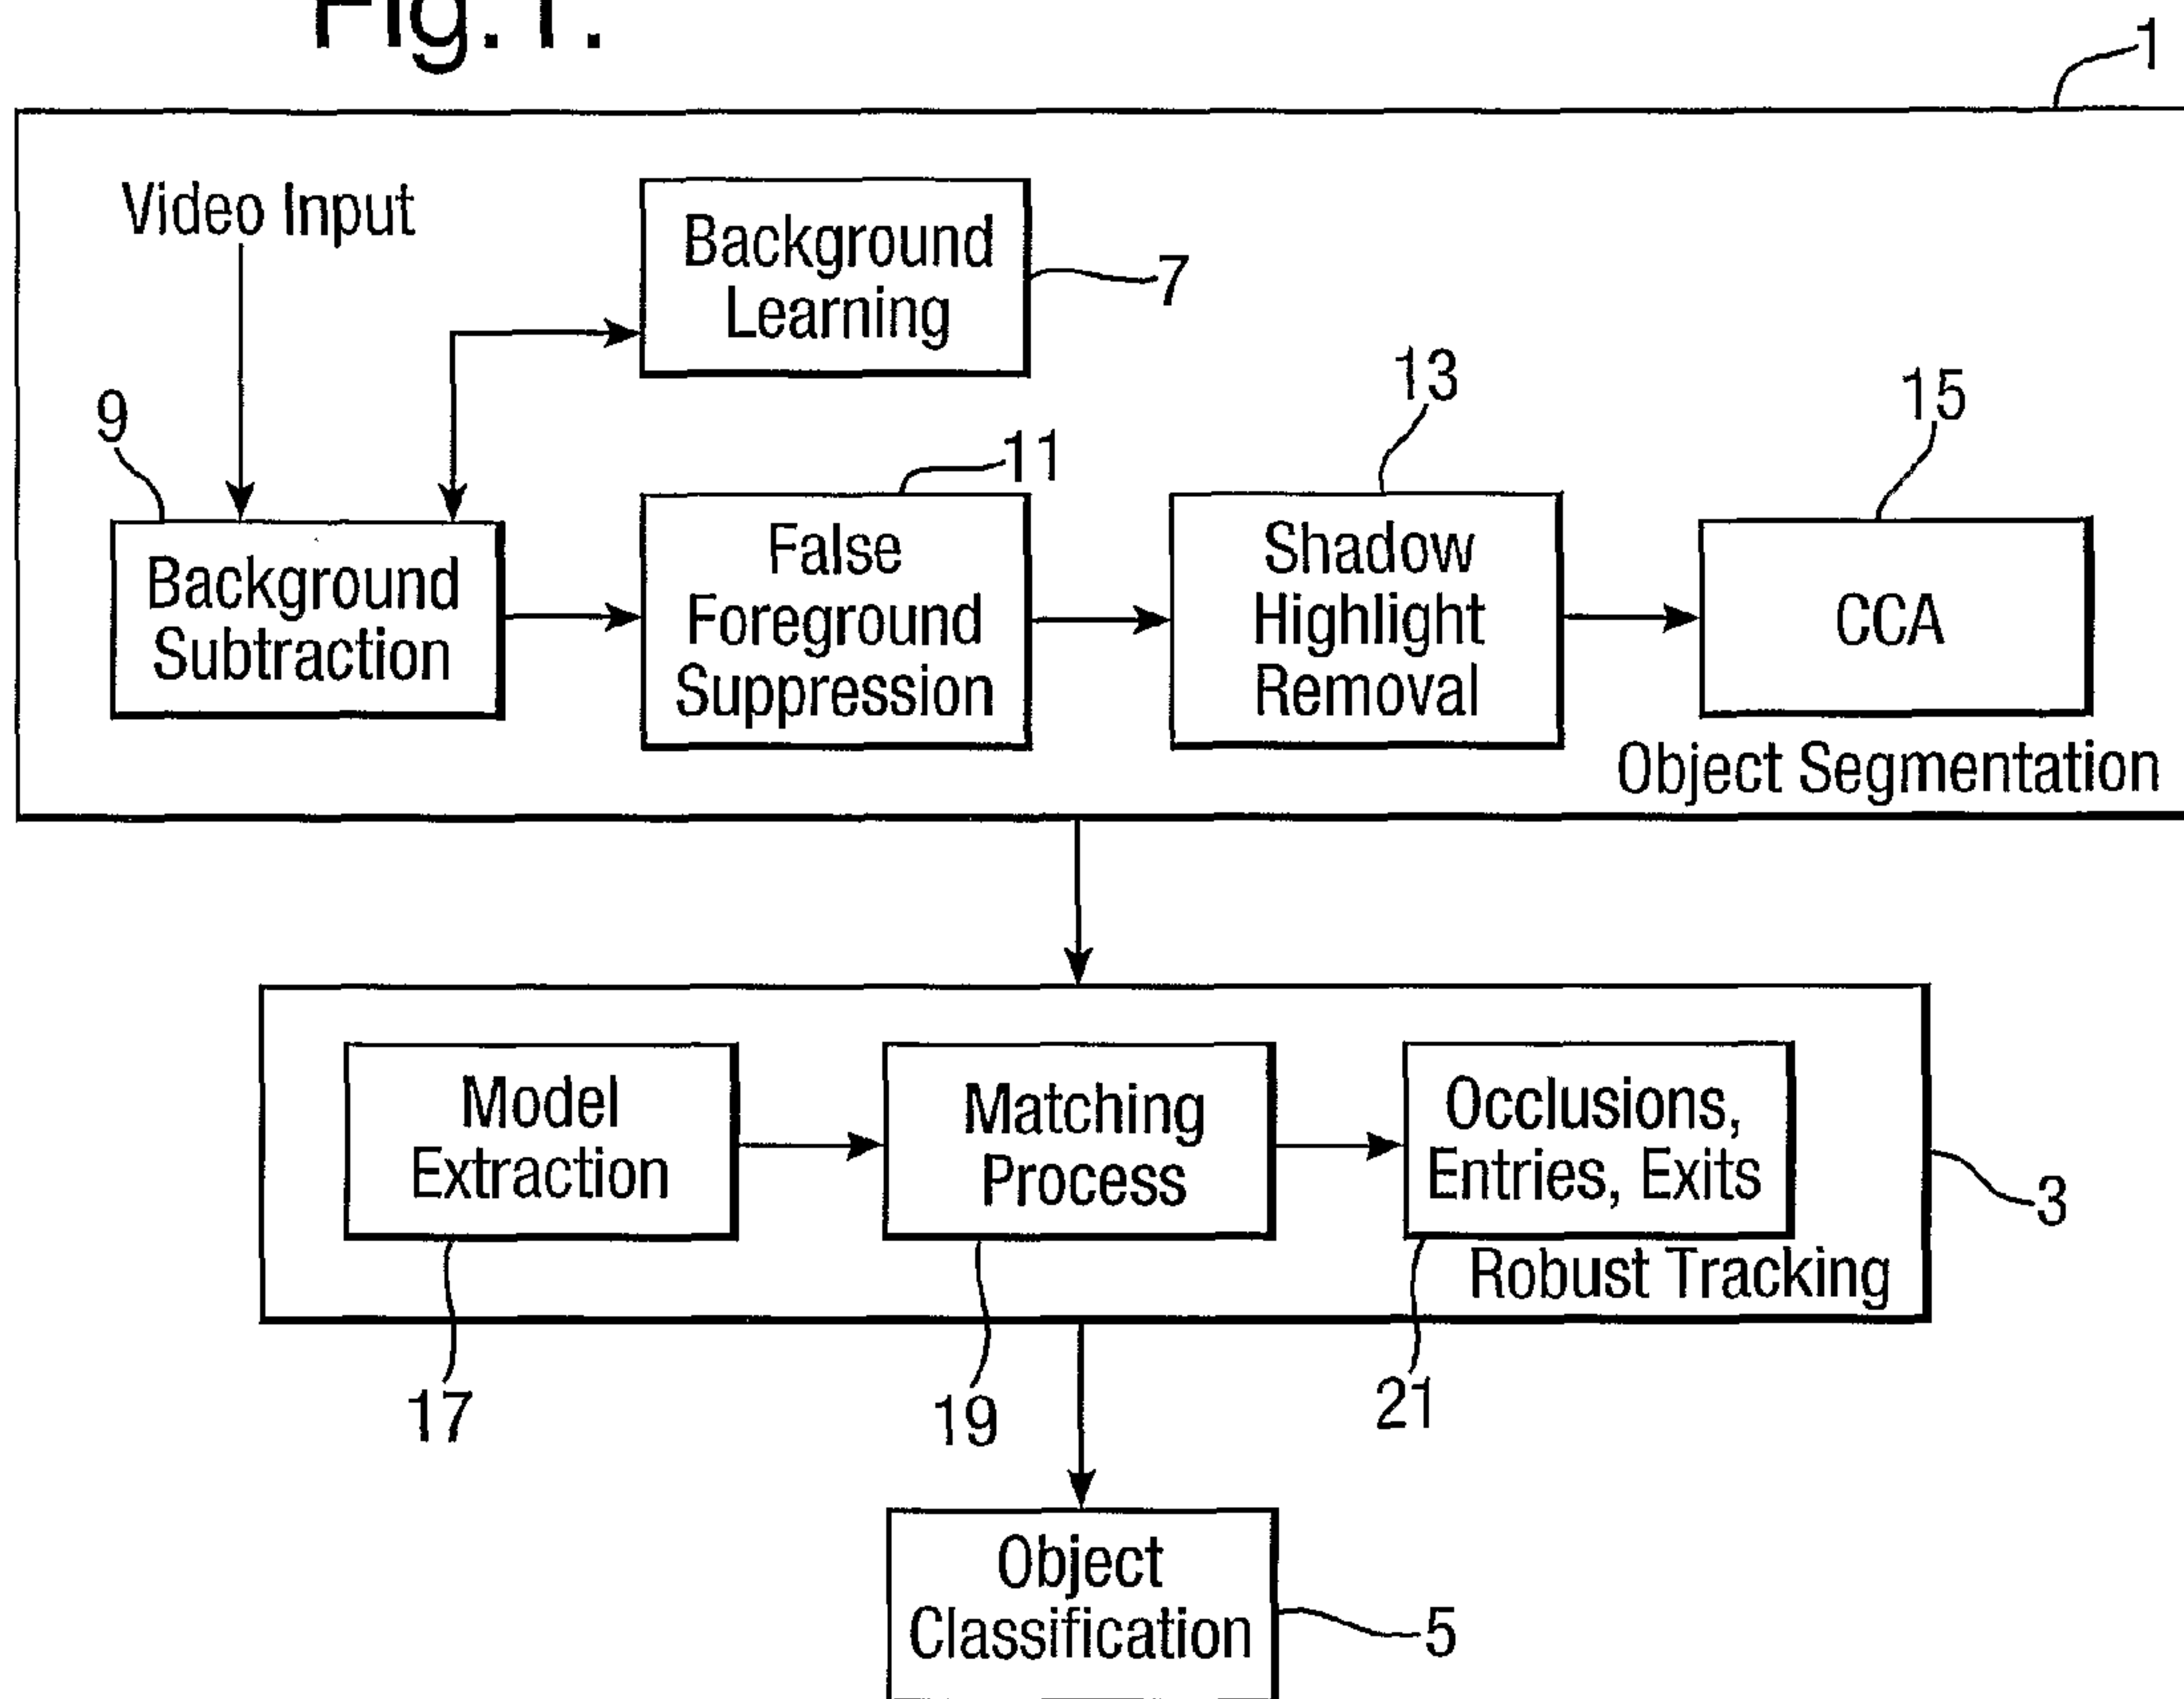 Fig.1.
1
Video Input
Background
Learning
7
9
11
13
15
Background
Subtraction
False
Foreground
Suppression
Shadow
Highlight
Removal
CCA
Object Segmentation
Model
Extraction
Matching
Process
Occlusions,
Entries, Exits
3
Robust Tracking
17
19
21
Object
Classification
5